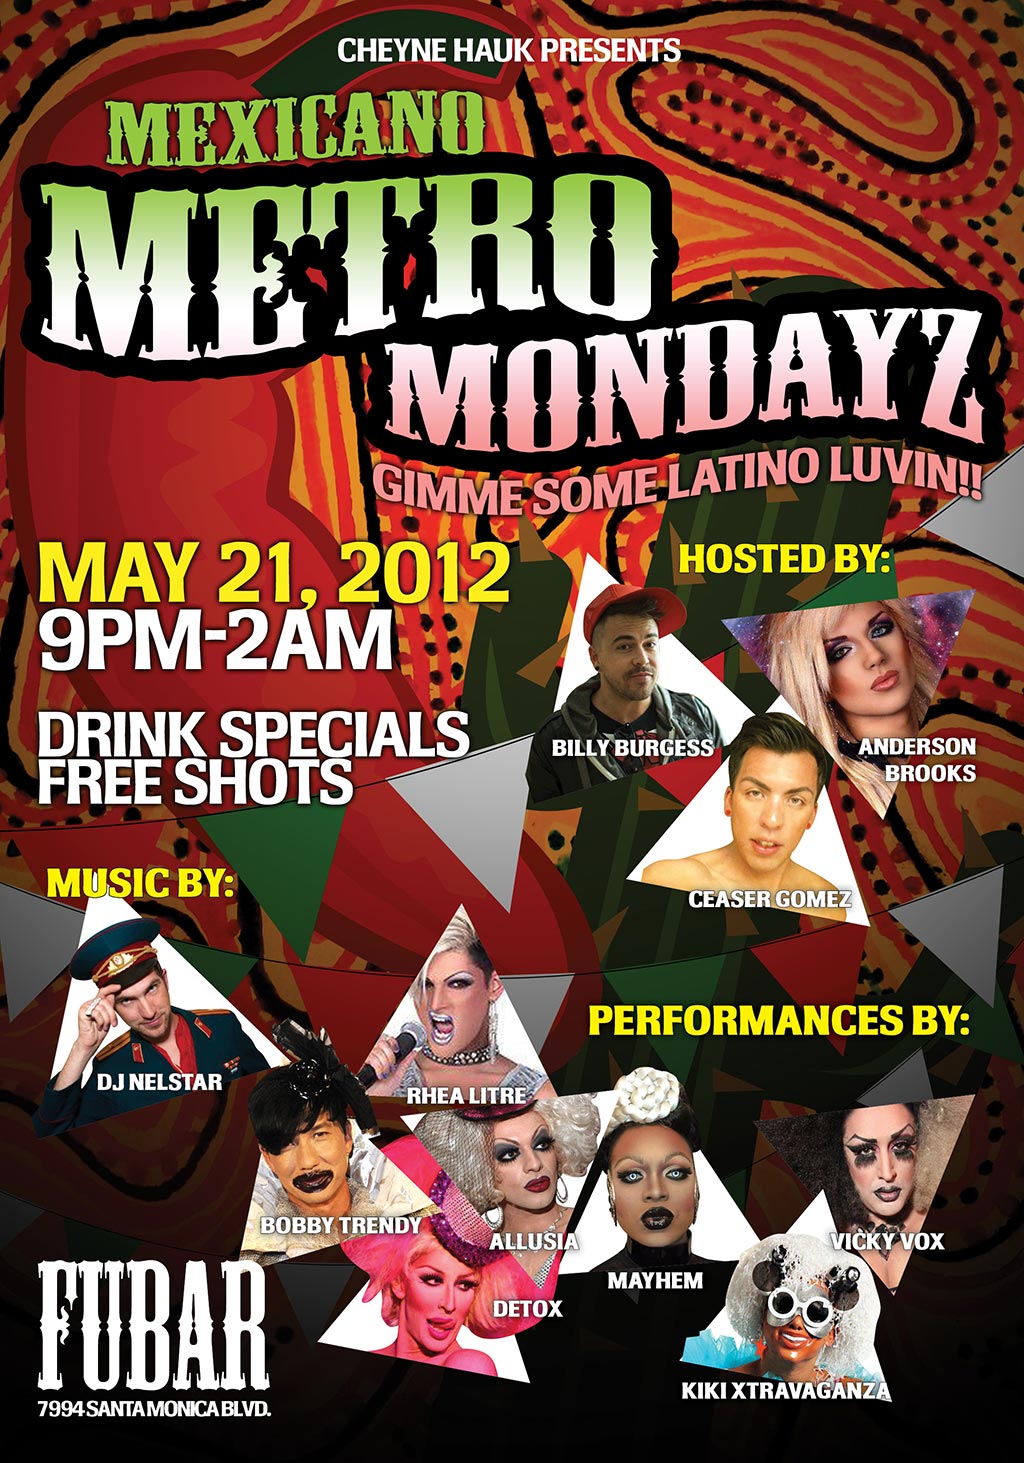 CHEYNE HAUK PRESENTS
MEXICANO
METRO
MONDAYZ
GIMME SOME LATINO LUVIN!!
MAY 21, 2012
9PM-2AM
DRINK SPECIALS
FREE SHOTS
HOSTED BY:
BILLY BURGESS
ANDERSON
BROOKS
CEASER GOMEZ
MUSIC BY:
DJ NELSTAR
PERFORMANCES BY:
RHEA LITRE
BOBBY TRENDY
ALLUSIA
VICKY VOX
MAYHEM
DETOX
KIKI XTRAVAGANZA
FUBAR
7994 SANTA MONICA BLVD.